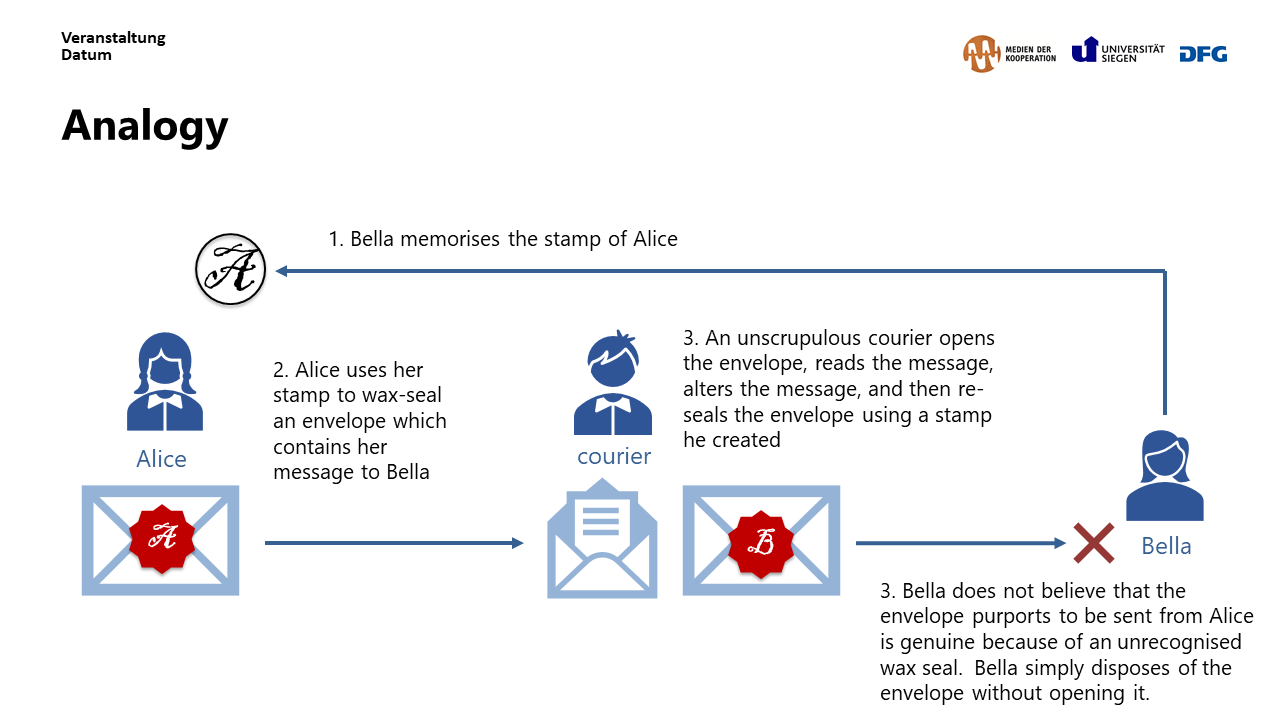 Veranstaltung
Datum
MEDIEN DER
KOOPERATION
UNIVERSITÄT
SIEGEN
DFG
Analogy
1. Bella memorises the stamp of Alice
A
2. Alice uses her
stamp to wax-seal
an envelope which
contains her
message to Bella
Alice
A
3. An unscrupulous courier opens
the envelope, reads the message,
alters the message, and then re-
seals the envelope using a stamp
he created
courier
B
Bella
3. Bella does not believe that the
envelope purports to be sent from Alice
is genuine because of an unrecognised
wax seal.  Bella simply disposes of the
envelope without opening it.